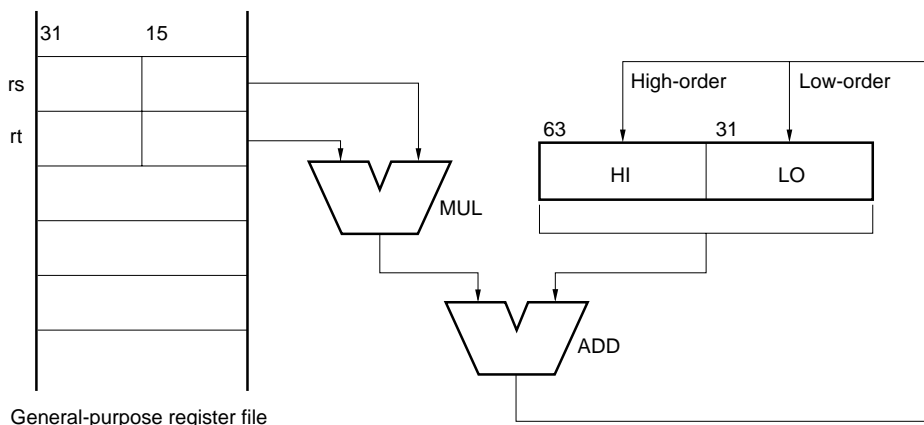 31 15
rs
rt
MUL
High-order Low-order
63 31
HI LO
ADD
General-purpose register file